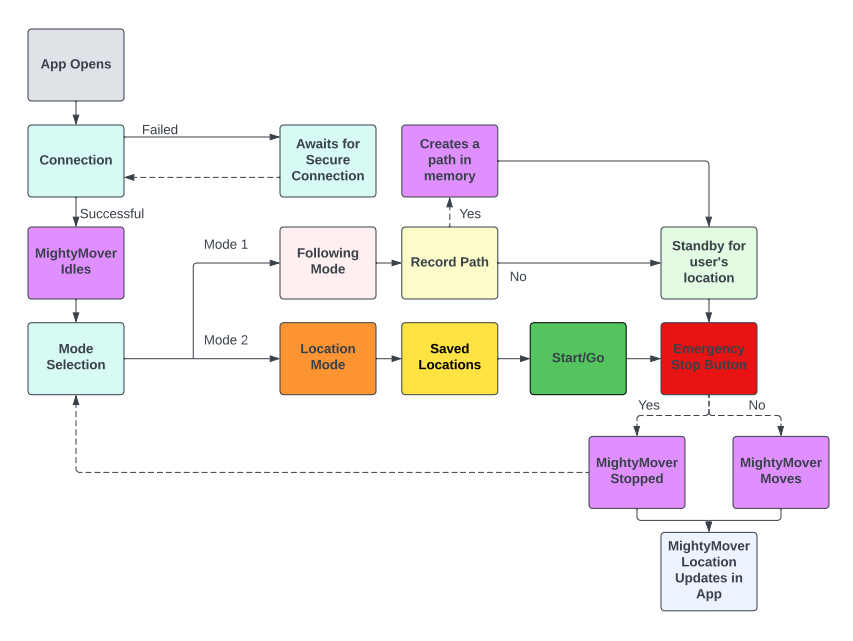 App Opens
Connection
Failed
Awaits for
Secure
Connection
Creates a
path in
memory
Successful
Yes
MightyMover
Idles
Mode 1
Following
Mode
Record Path
No
Standby for
user's
location
Mode
Selection
Mode 2
Location
Mode
Saved
Locations
Start/Go
Emergency
Stop Button
Yes
No
MightyMover
Stopped
MightyMover
Moves
MightyMover
Location
Updates in
App